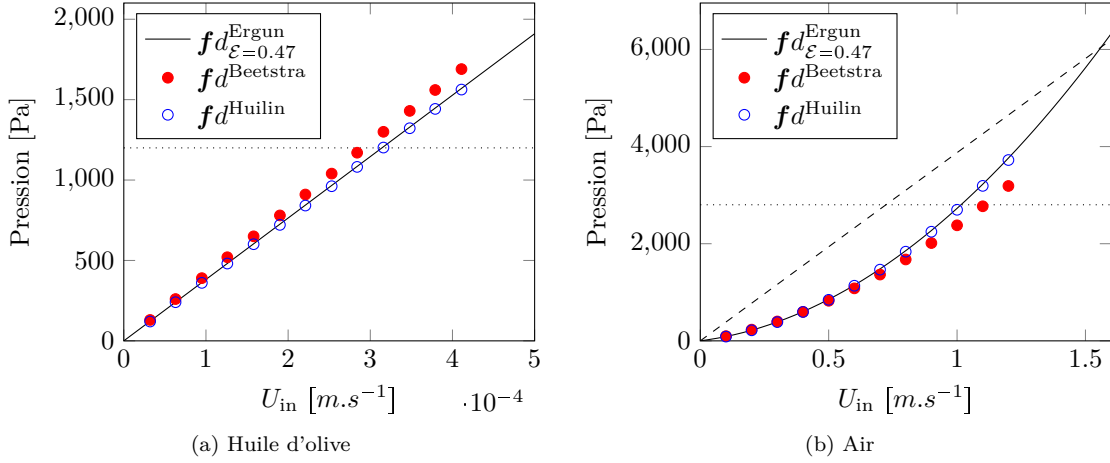 2,000
1,500
1,000
500
0
Pression [Pa]
fd^Ergun_ℰ=0.47
fd^Beetstra
fd^Huilin
0 1 2 3 4 5
·10^−4
U_in [m.s^−1]
(a) Huile d'olive
6,000
4,000
2,000
0
Pression [Pa]
fd^Ergun_ℰ=0.47
fd^Beetstra
fd^Huilin
0 0.5 1 1.5
U_in [m.s^−1]
(b) Air